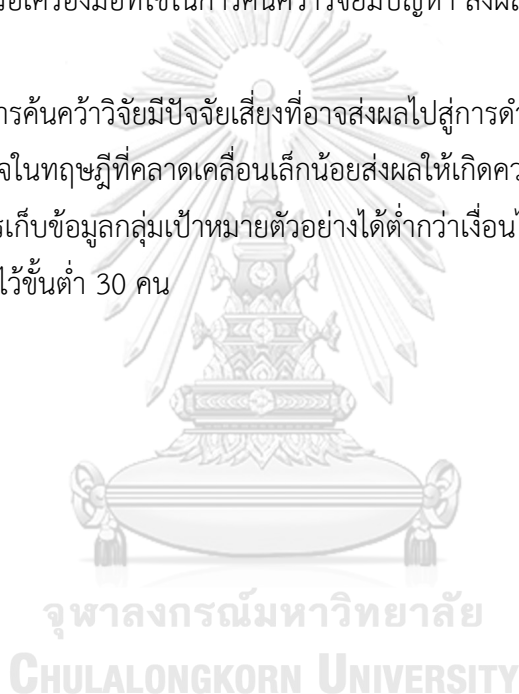 ารค้นคว้าวิจัยมีปัจจัยเสี่ยงที่อาจส่งผลไปสู่การดำ
จในทฤษฎีที่คลาดเคลื่อนเล็กน้อยส่งผลให้เกิดคว
รเก็บข้อมูลกลุ่มเป้าหมายตัวอย่างได้ต่ำกว่าเงื่อนไ
ไว้ขั้นต่ำ 30 คน
จุฬาลงกรณ์มหาวิทยาลัย
CHULALONGKORN UNIVERSITY